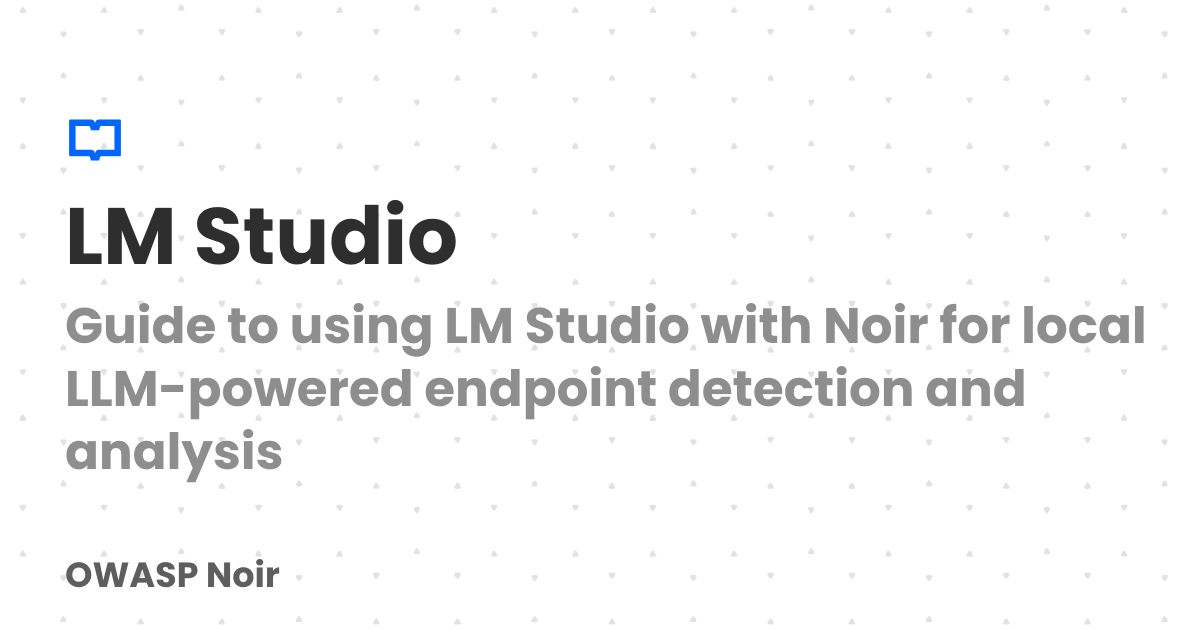 LM Studio
Guide to using LM Studio with Noir for local
LLM-powered endpoint detection and
analysis
OWASP Noir